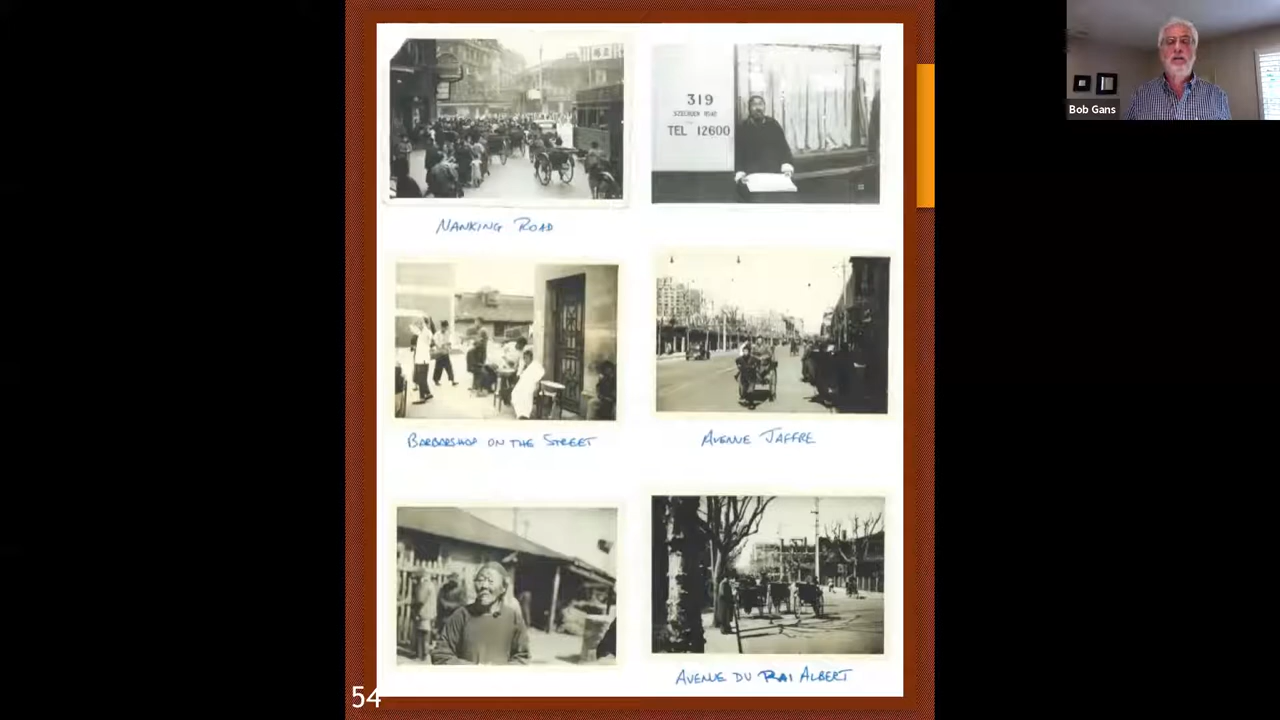 Bob Gans
319
SZECHUEN ROAD
TEL 12600
NANKING ROAD
BARBARSHOP ON THE STREET
AVENUE JAFFRE
AVENUE DU RAI ALBERT
54